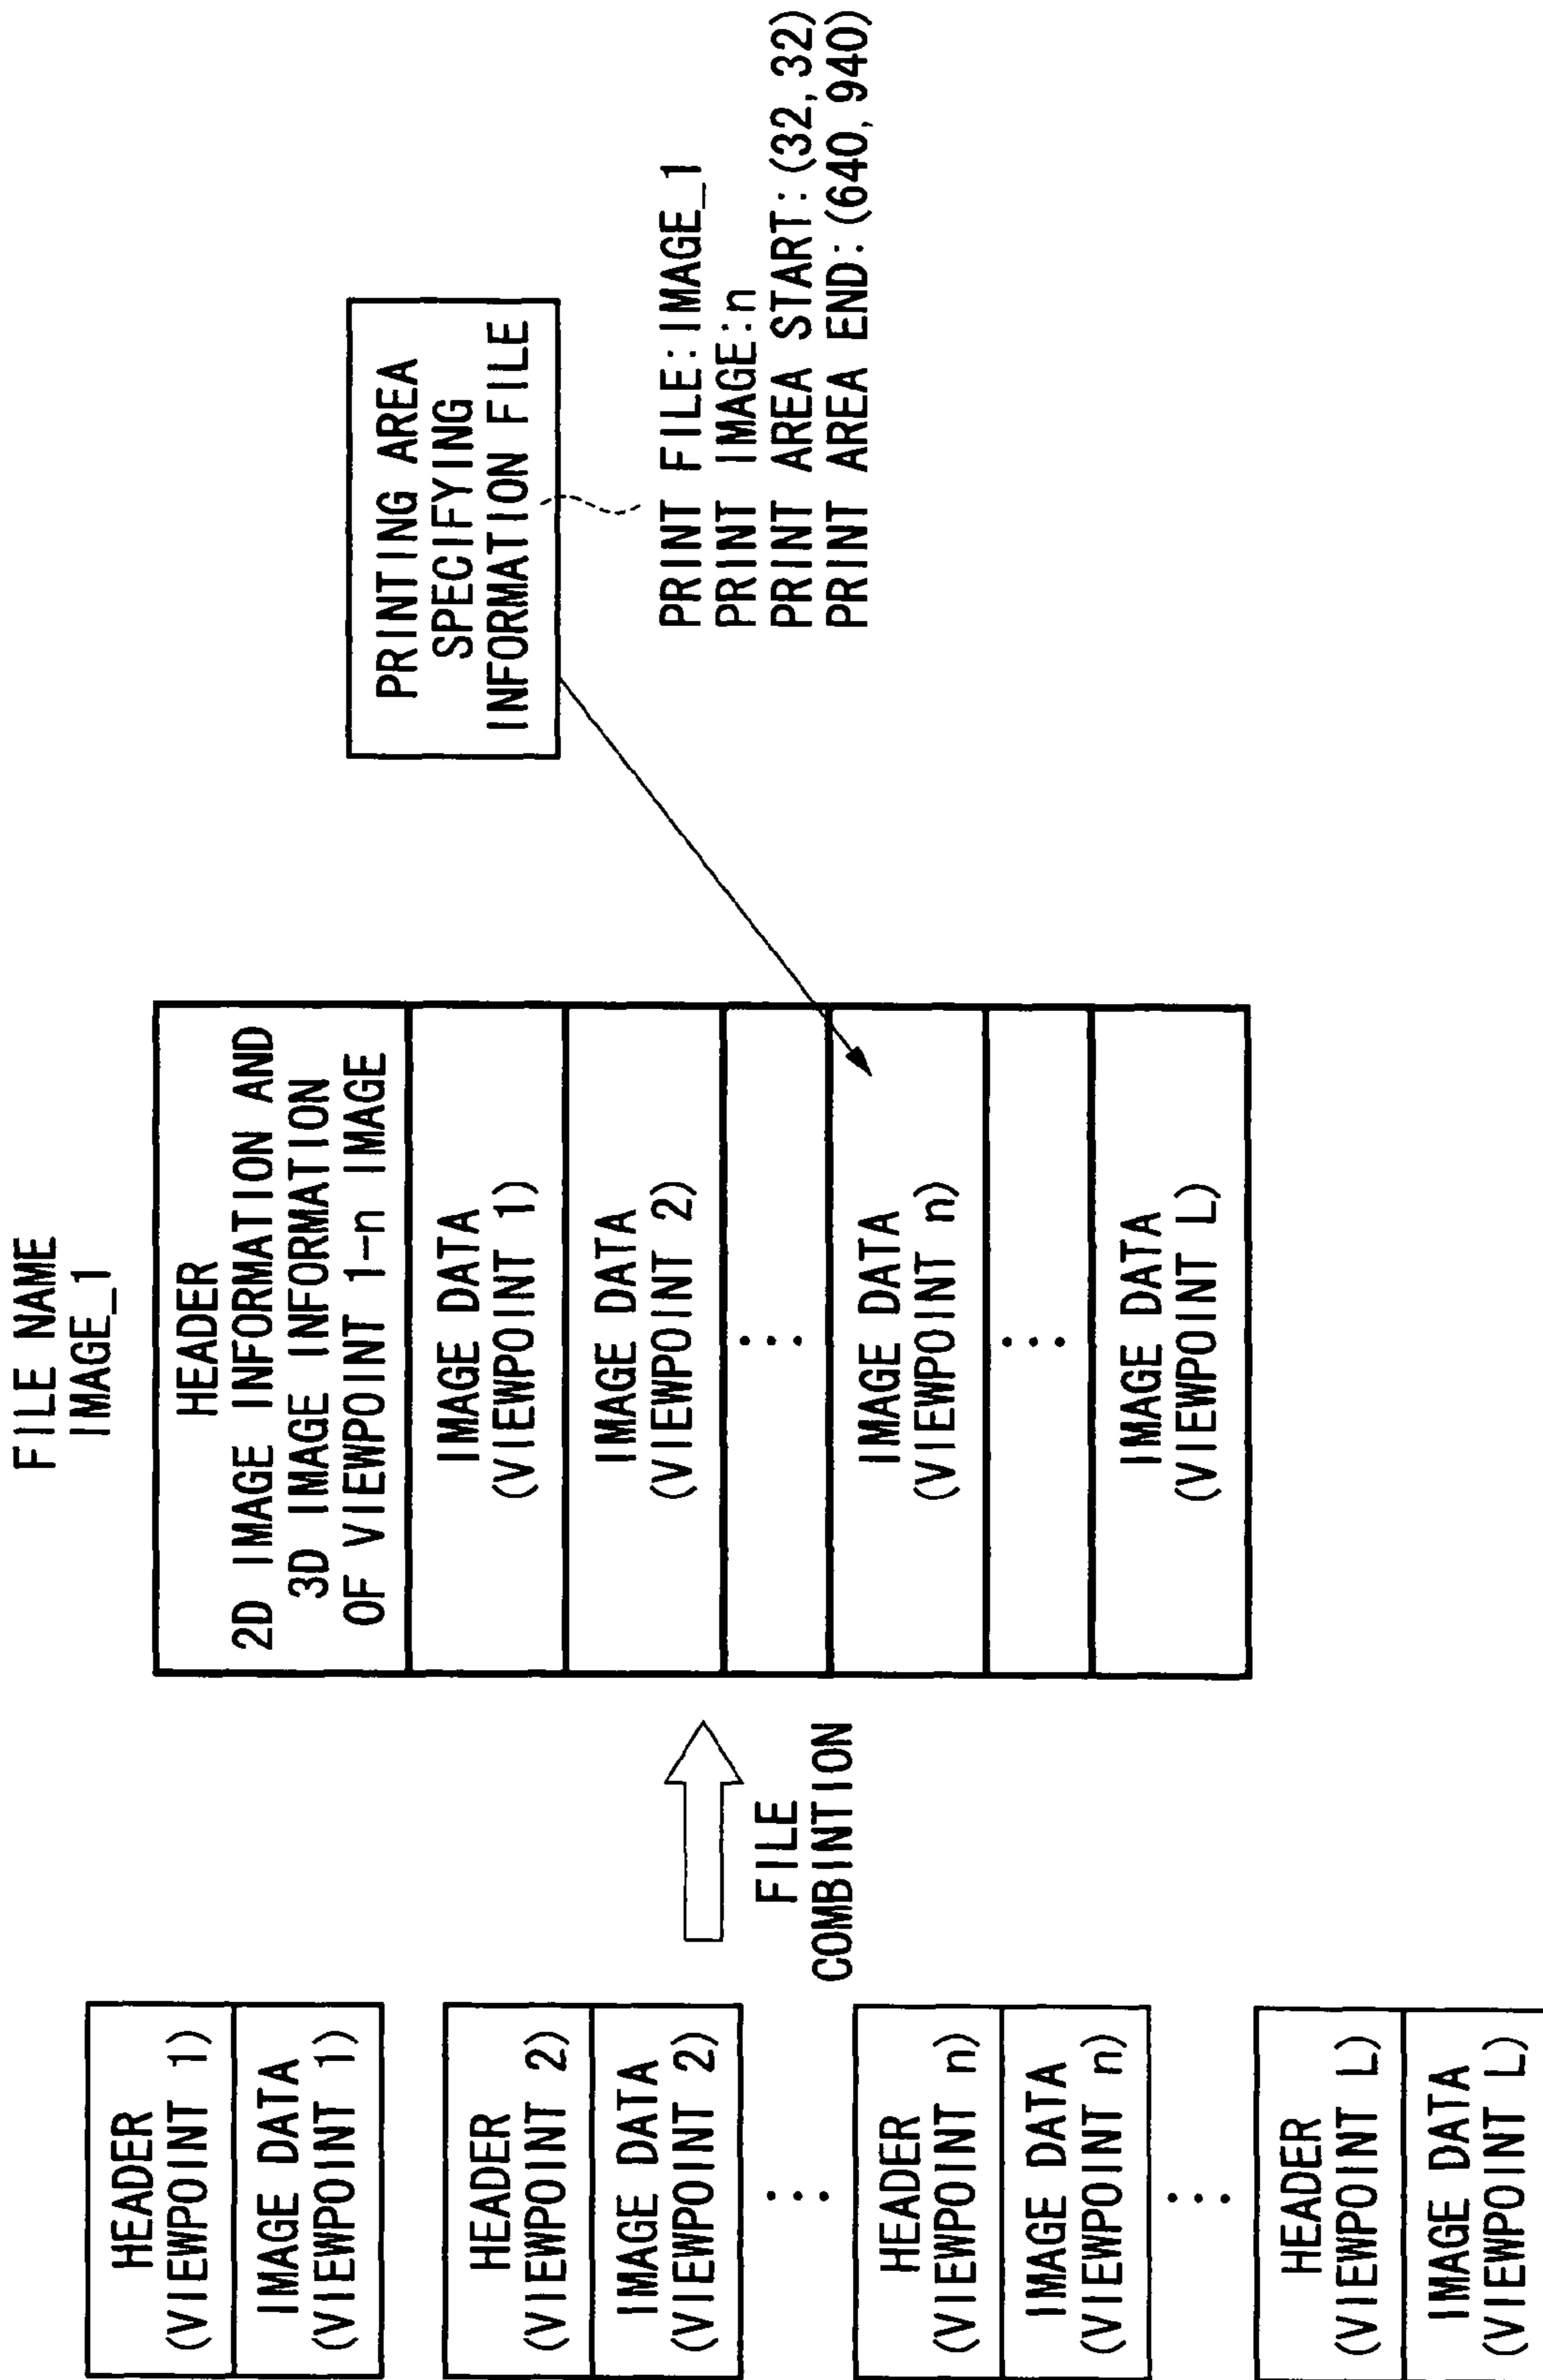 HEADER
(VIEWPOINT 1)
IMAGE DATA
(VIEWPOINT 1)
HEADER
(VIEWPOINT 2)
IMAGE DATA
(VIEWPOINT 2)
...
HEADER
(VIEWPOINT n)
IMAGE DATA
(VIEWPOINT n)
...
HEADER
(VIEWPOINT L)
IMAGE DATA
(VIEWPOINT L)
FILE
COMBINTION
FILE NAME
IMAGE_1
HEADER
2D IMAGE INFORMATION AND
3D IMAGE INFORMATION
OF VIEWPOINT 1-n IMAGE
IMAGE DATA
(VIEWPOINT 1)
IMAGE DATA
(VIEWPOINT 2)
...
IMAGE DATA
(VIEWPOINT n)
...
IMAGE DATA
(VIEWPOINT L)
PRINTING AREA
SPECIFYING
INFORMATION FILE
PRINT FILE:IMAGE_1
PRINT IMAGE:n
PRINT AREA START:(32,32)
PRINT AREA END:(640,940)